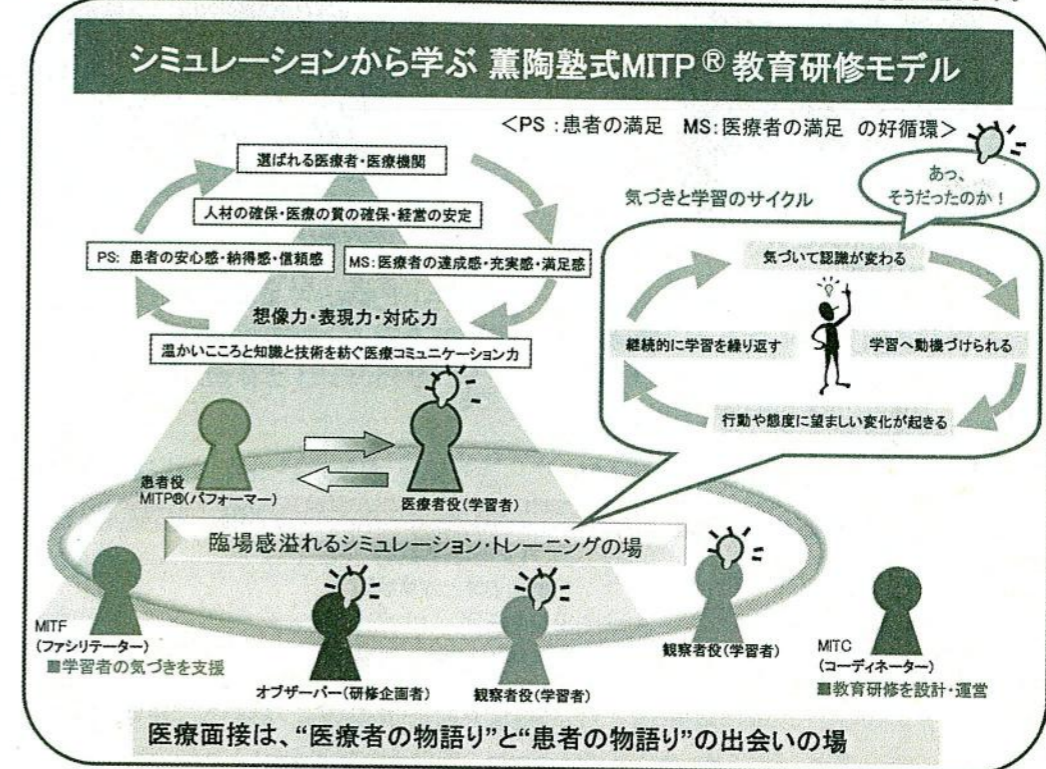 シミュレーションから学ぶ 薫陶塾式MITP®教育研修モデル
<PS:患者の満足 MS:医療者の満足 の好循環>
選ばれる医療者・医療機関
人材の確保・医療の質の確保・経営の安定
PS: 患者の安心感・納得感・信頼感
MS:医療者の達成感・充実感・満足感
想像力・表現力・対応力
温かいこころと知識と技術を紡ぐ医療コミュニケーション力
気づきと学習のサイクル
あっ、
そうだったのか!
気づいて認識が変わる
継続的に学習を繰り返す
学習へ動機づけられる
行動や態度に望ましい変化が起きる
患者役
MITP®(パフォーマー)
医療者役(学習者)
臨場感溢れるシミュレーション・トレーニングの場
MITF
(ファシリテーター)
■学習者の気づきを支援
オブザーバー(研修企画者)
観察者役(学習者)
観察者役(学習者)
MITC
(コーディネーター)
■教育研修を設計・運営
医療面接は、“医療者の物語り”と“患者の物語り”の出会いの場